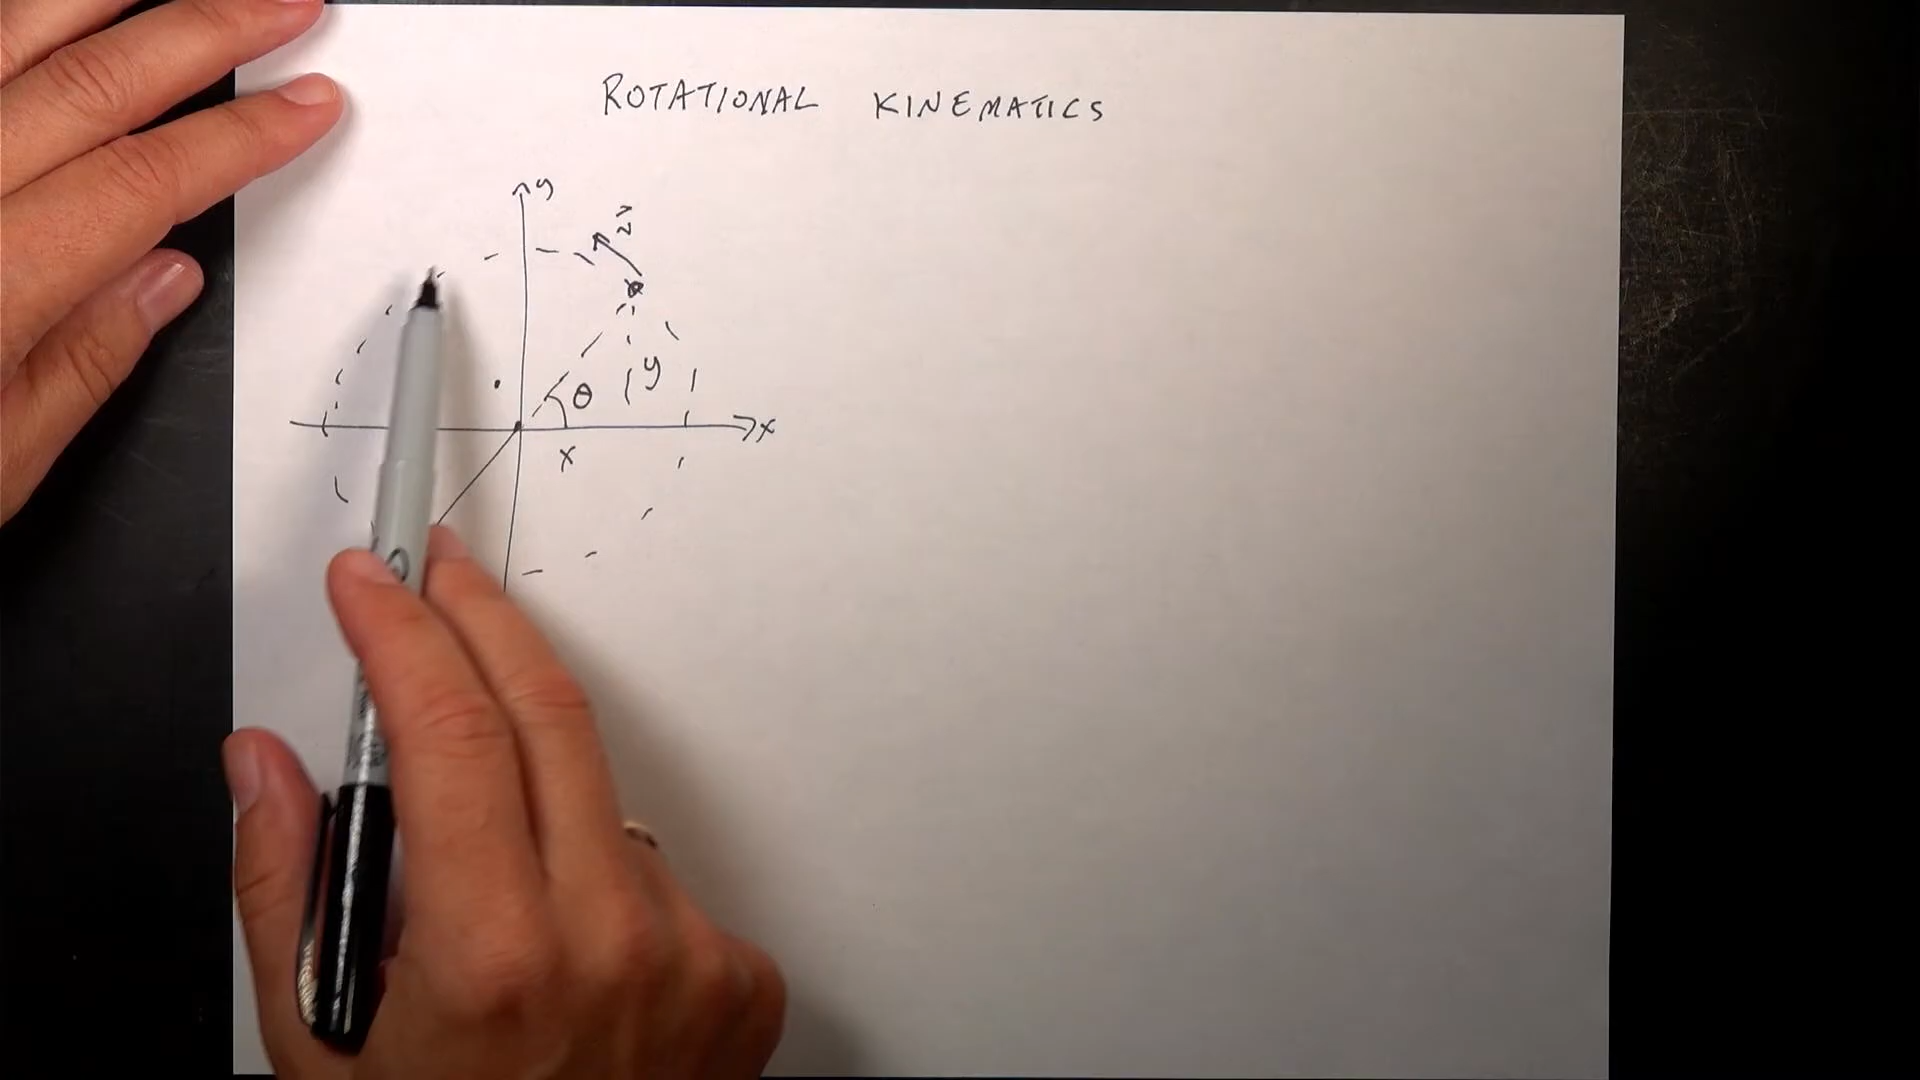 ROTATIONAL KINEMATICS
y
v
y
θ
x
x